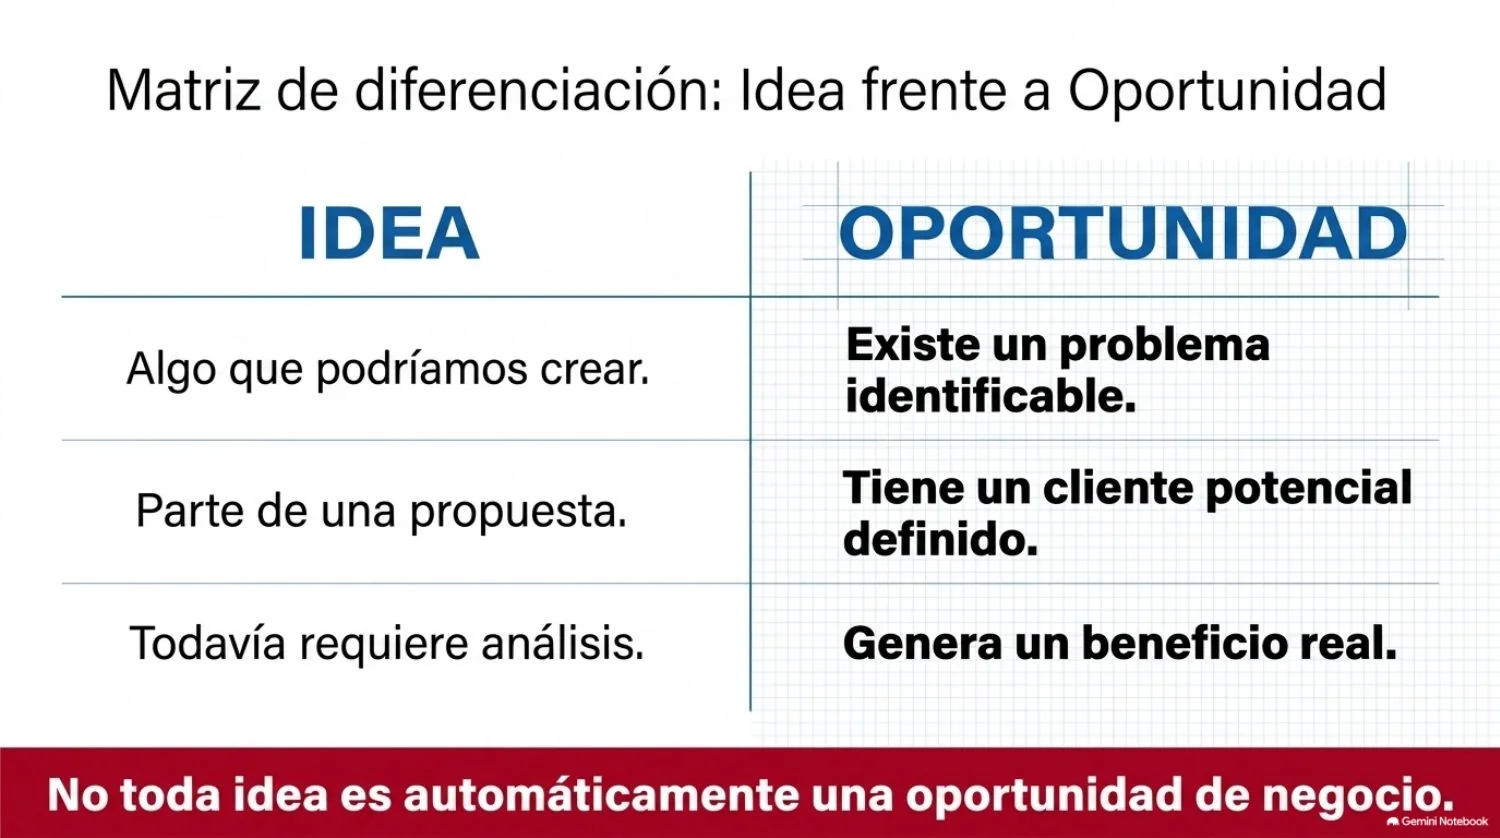 Matriz de diferenciación: Idea frente a Oportunidad
IDEA
OPORTUNIDAD
Algo que podríamos crear.
Existe un problema
identificable.
Parte de una propuesta.
Tiene un cliente potencial
definido.
Todavía requiere análisis.
Genera un beneficio real.
No toda idea es automáticamente una oportunidad de negocio.
Gemini Notebook